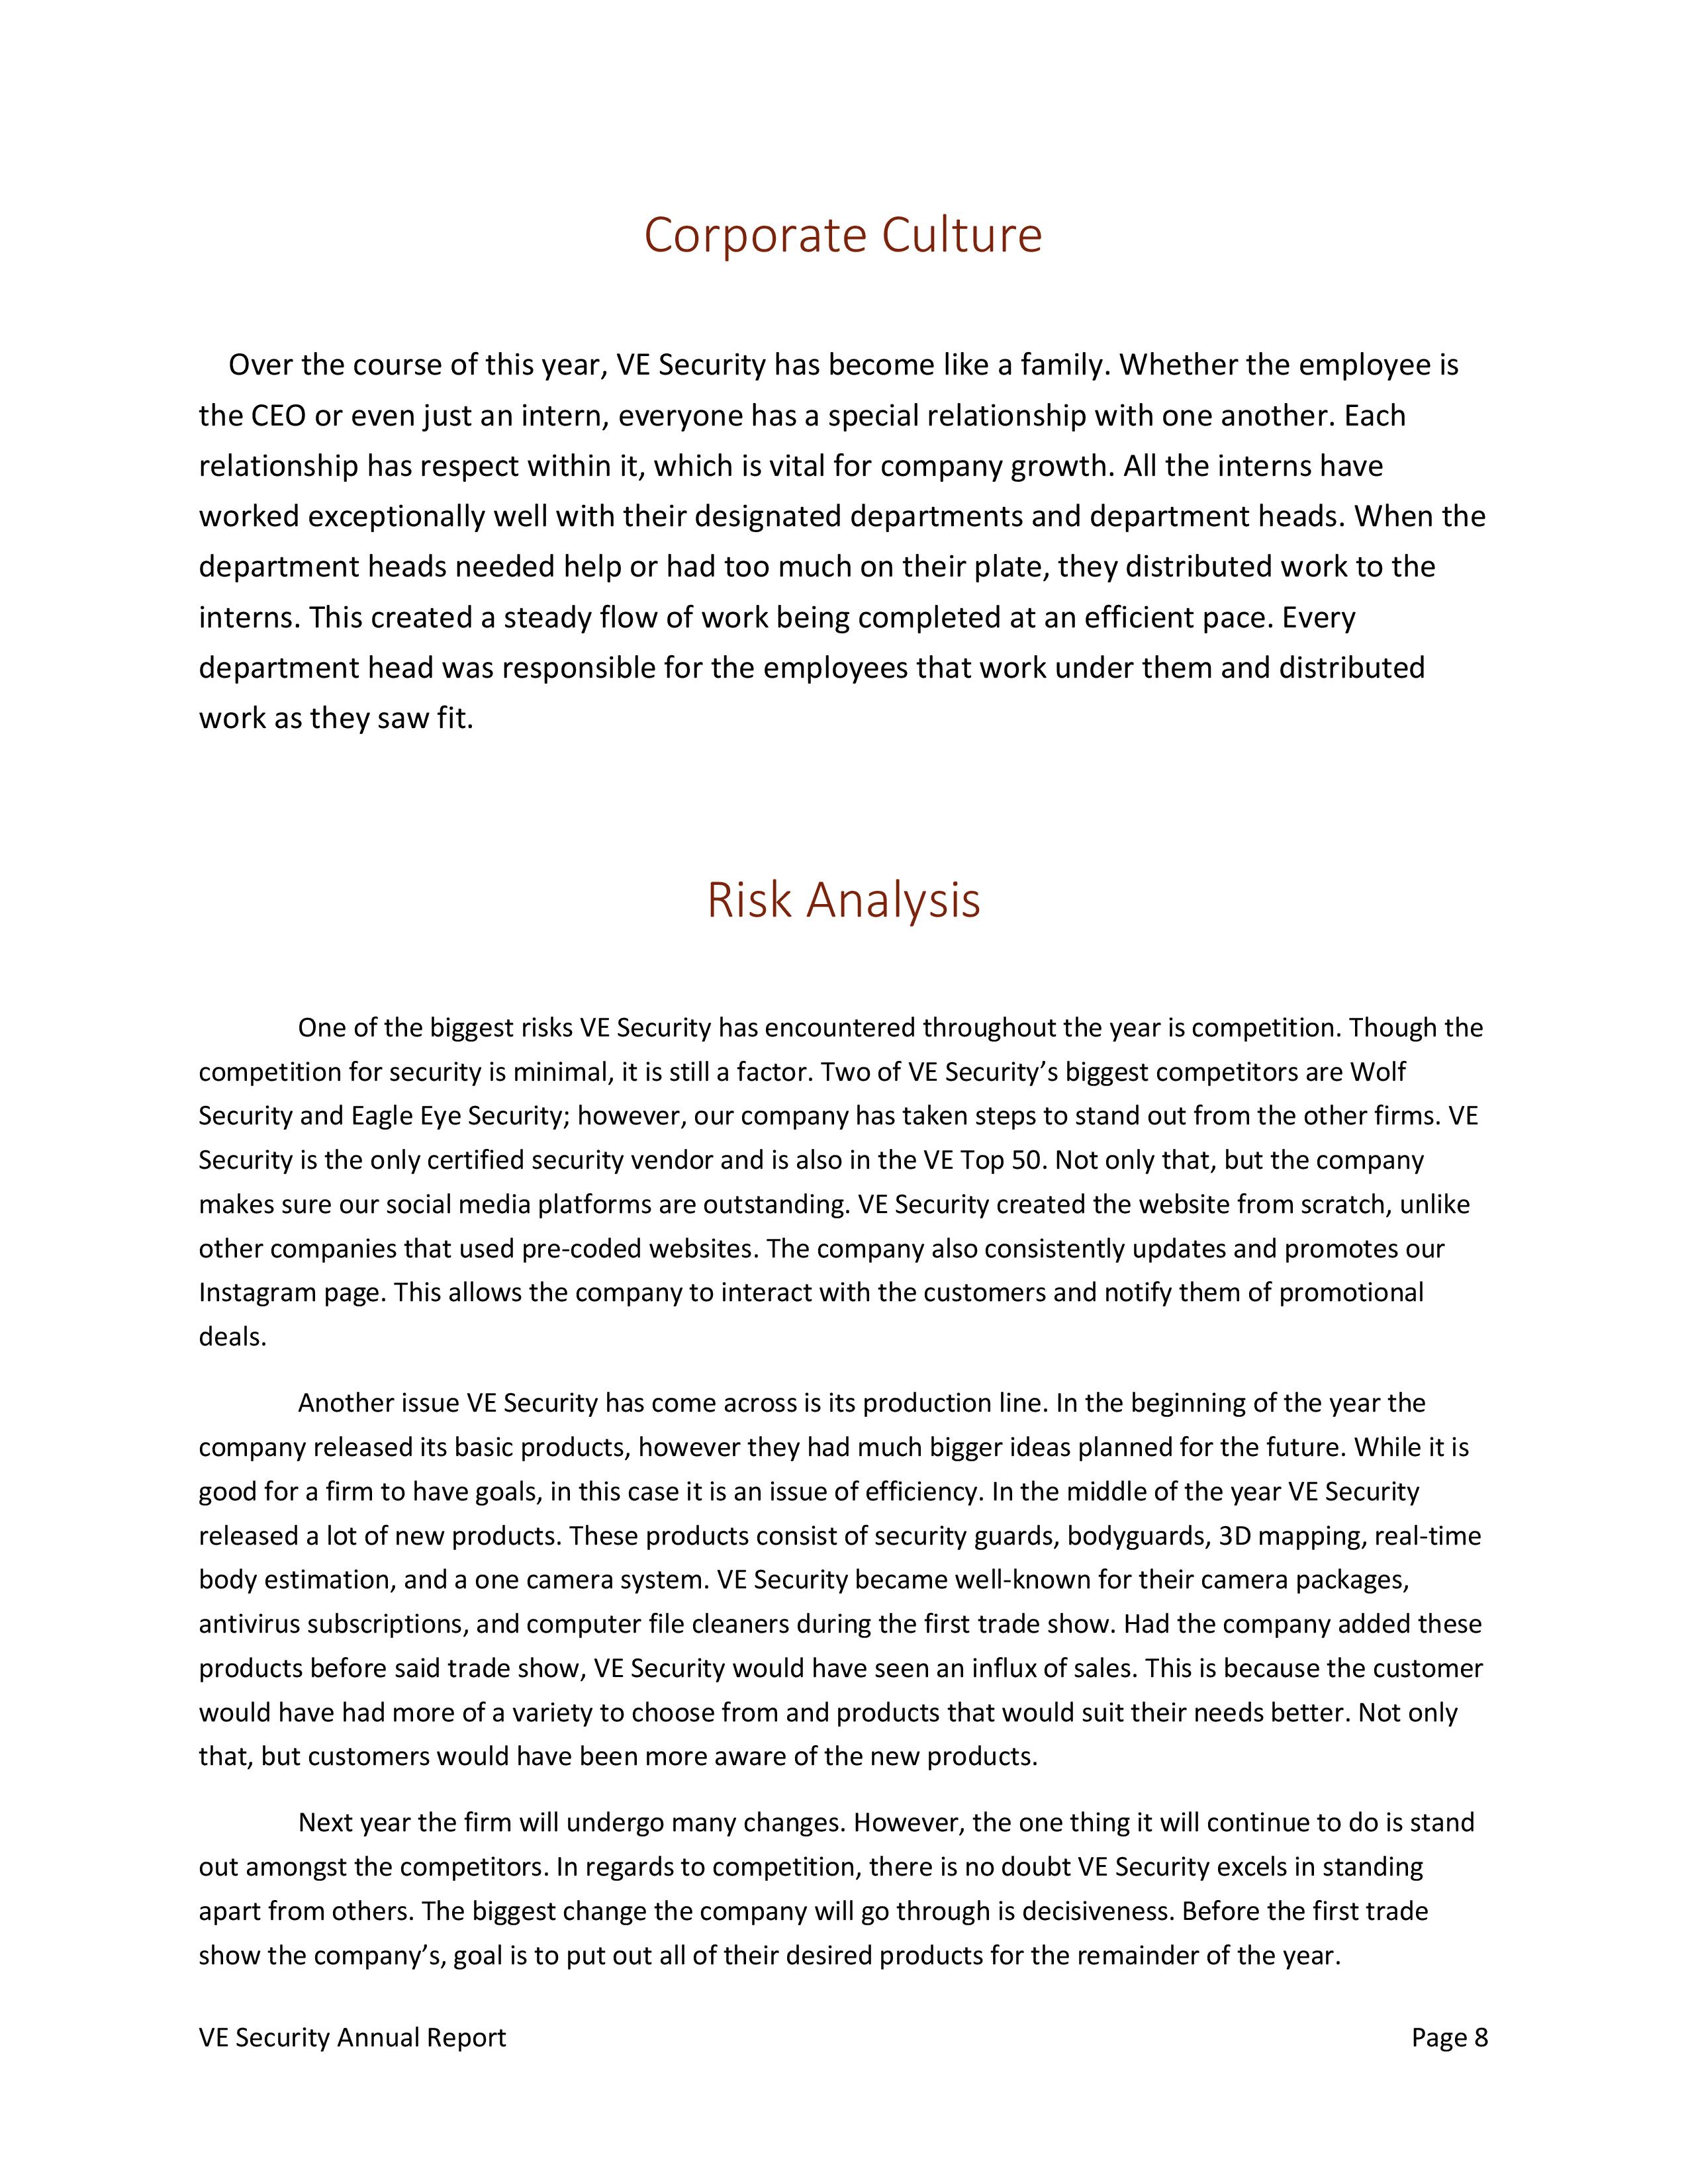 Corporate Culture
Over the course of this year, VE Security has become like a family. Whether the employee is
the CEO or even just an intern, everyone has a special relationship with one another. Each
relationship has respect within it, which is vital for company growth. All the interns have
worked exceptionally well with their designated departments and department heads. When the
department heads needed help or had too much on their plate, they distributed work to the
interns. This created a steady flow of work being completed at an efficient pace. Every
department head was responsible for the employees that work under them and distributed
work as they saw fit.
Risk Analysis
One of the biggest risks VE Security has encountered throughout the year is competition. Though the
competition for security is minimal, it is still a factor. Two of VE Security’s biggest competitors are Wolf
Security and Eagle Eye Security; however, our company has taken steps to stand out from the other firms. VE
Security is the only certified security vendor and is also in the VE Top 50. Not only that, but the company
makes sure our social media platforms are outstanding. VE Security created the website from scratch, unlike
other companies that used pre-coded websites. The company also consistently updates and promotes our
Instagram page. This allows the company to interact with the customers and notify them of promotional
deals.
Another issue VE Security has come across is its production line. In the beginning of the year the
company released its basic products, however they had much bigger ideas planned for the future. While it is
good for a firm to have goals, in this case it is an issue of efficiency. In the middle of the year VE Security
released a lot of new products. These products consist of security guards, bodyguards, 3D mapping, real-time
body estimation, and a one camera system. VE Security became well-known for their camera packages,
antivirus subscriptions, and computer file cleaners during the first trade show. Had the company added these
products before said trade show, VE Security would have seen an influx of sales. This is because the customer
would have had more of a variety to choose from and products that would suit their needs better. Not only
that, but customers would have been more aware of the new products.
Next year the firm will undergo many changes. However, the one thing it will continue to do is stand
out amongst the competitors. In regards to competition, there is no doubt VE Security excels in standing
apart from others. The biggest change the company will go through is decisiveness. Before the first trade
show the company’s, goal is to put out all of their desired products for the remainder of the year.
VE Security Annual Report Page 8